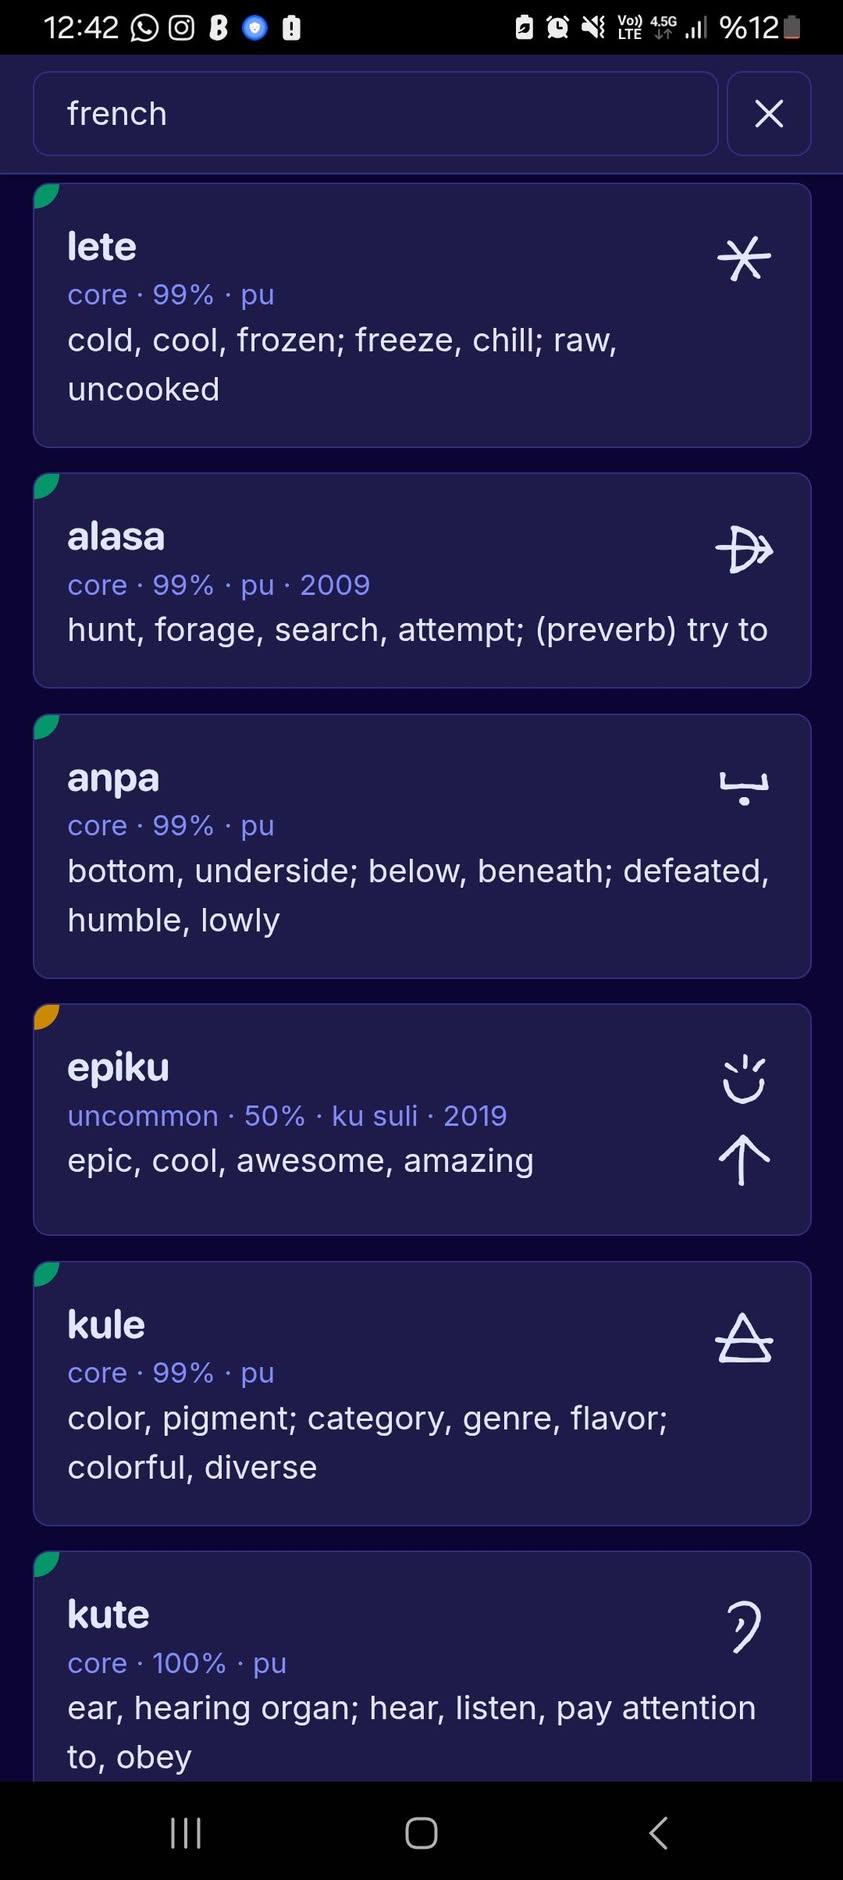 12:42 Vo)) LTE 4.5G %12
french
lete
core · 99% · pu
cold, cool, frozen; freeze, chill; raw,
uncooked
alasa
core · 99% · pu · 2009
hunt, forage, search, attempt; (preverb) try to
anpa
core · 99% · pu
bottom, underside; below, beneath; defeated,
humble, lowly
epiku
uncommon · 50% · ku suli · 2019
epic, cool, awesome, amazing
kule
core · 99% · pu
color, pigment; category, genre, flavor;
colorful, diverse
kute
core · 100% · pu
ear, hearing organ; hear, listen, pay attention
to, obey